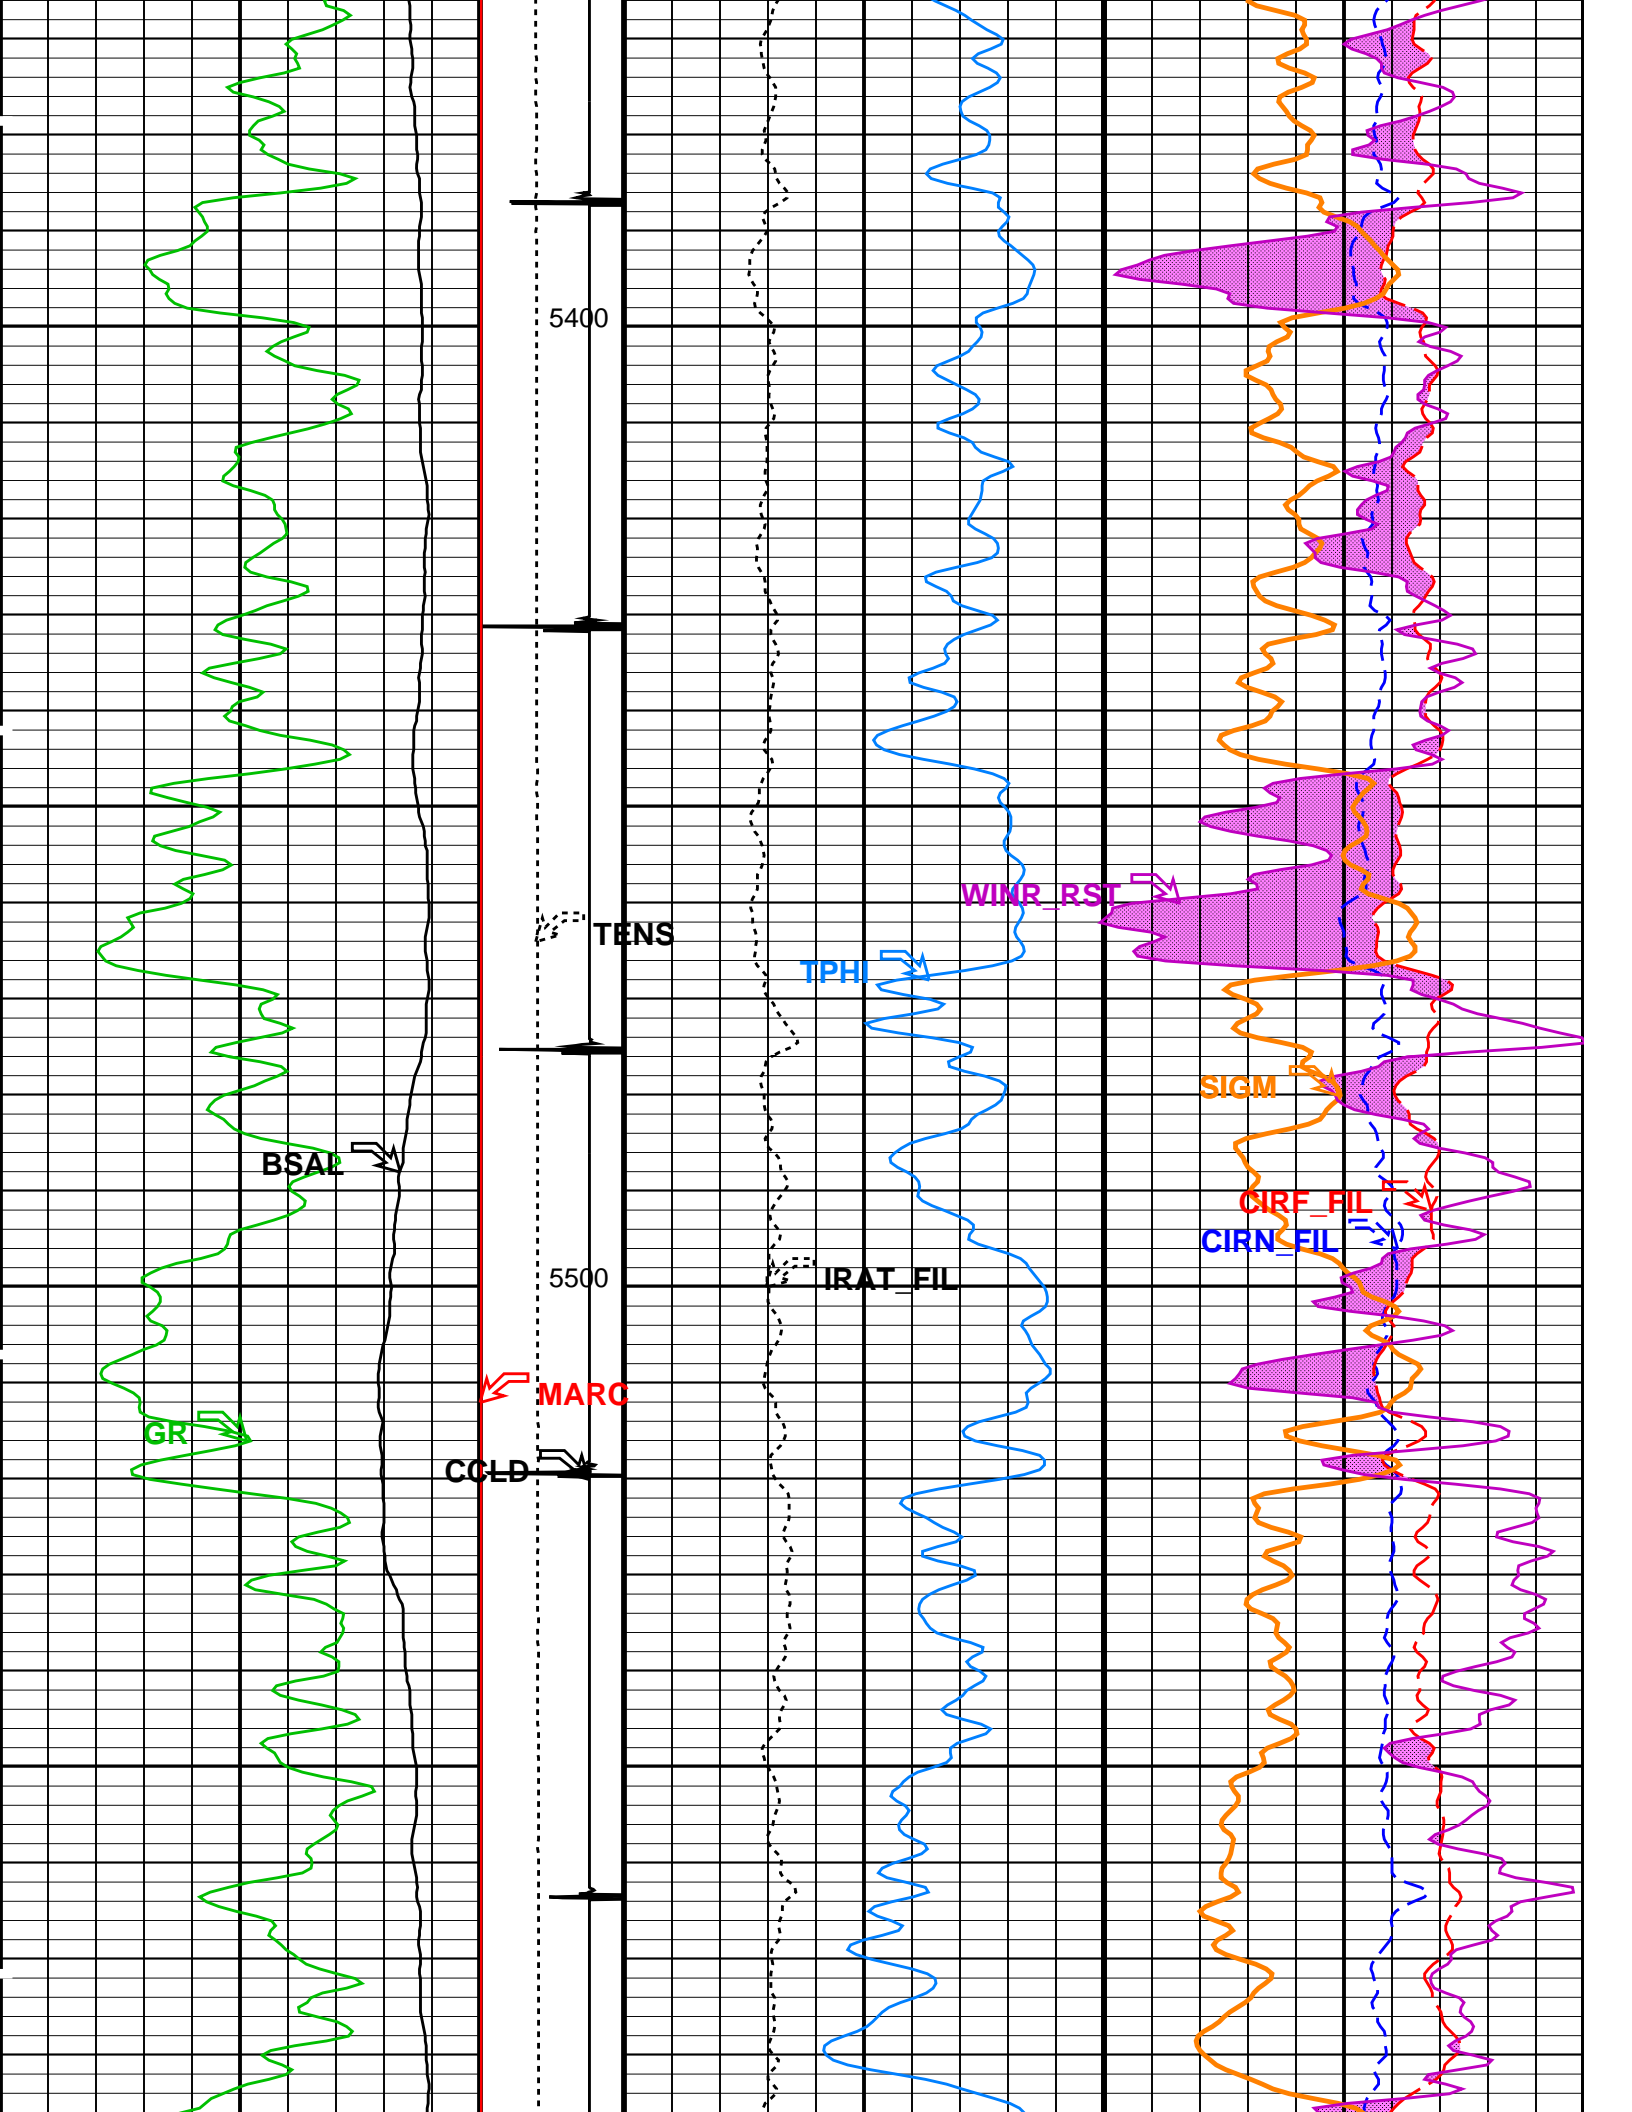 5400
WINR_RST
TENS
TPHI
SIGM
BSAL
CIRF_FIL
CIRN_FIL
5500
IRAT_FIL
MARC
GR
CCLD